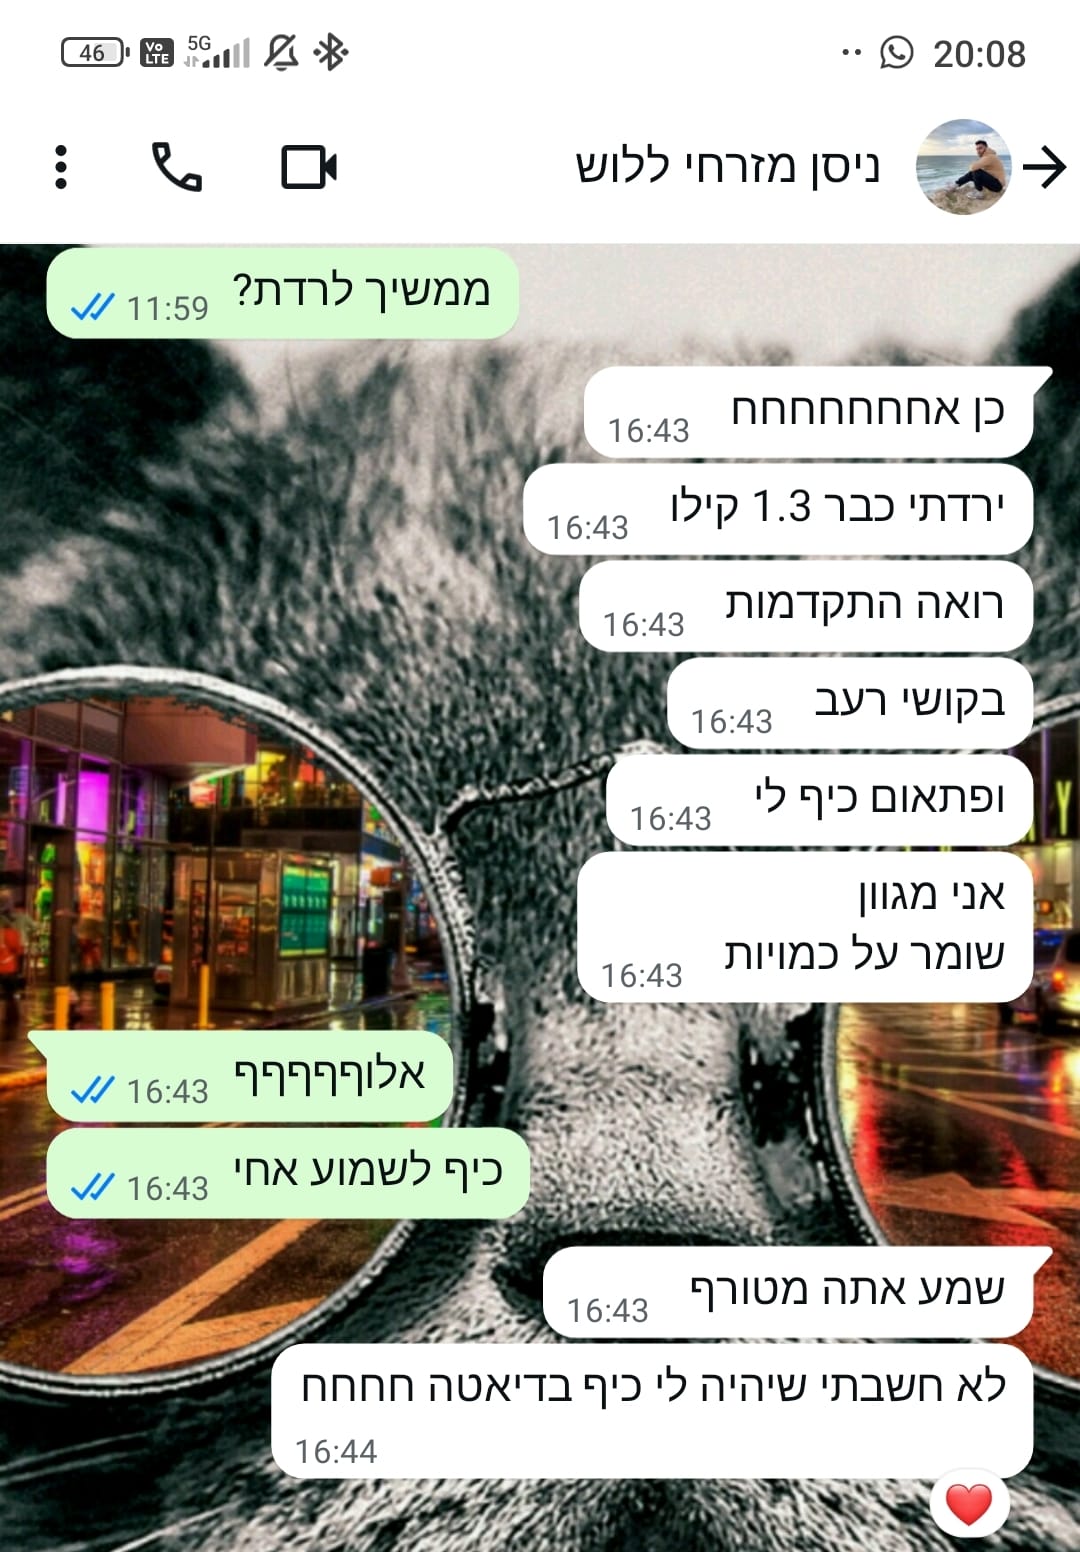 46
Vo
LTE
5G
20:08
ניסן מזרחי ללוש
ממשיך לרדת?
11:59
כן אחחחחחחח
16:43
ירדתי כבר 1.3 קילו
16:43
רואה התקדמות
16:43
בקושי רעב
16:43
ופתאום כיף לי
16:43
אני מגוון
שומר על כמויות
16:43
אלוףףףףף
16:43
כיף לשמוע אחי
16:43
שמע אתה מטורף
16:43
לא חשבתי שיהיה לי כיף בדיאטה חחחח
16:44